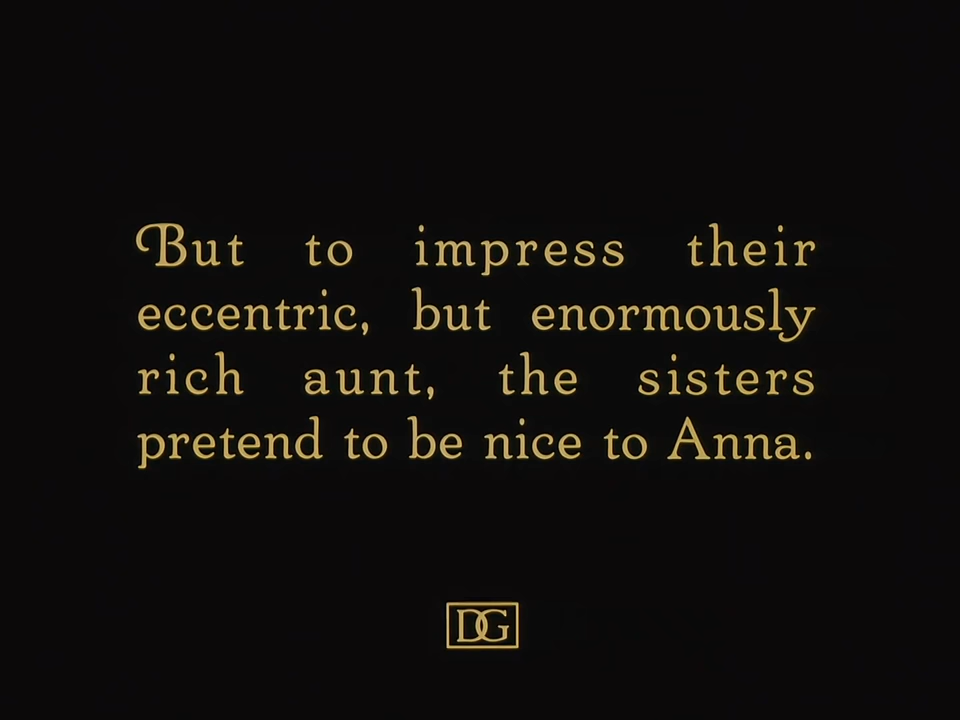 But to impress their
eccentric, but enormously
rich aunt, the sisters
pretend to be nice to Anna.
DG